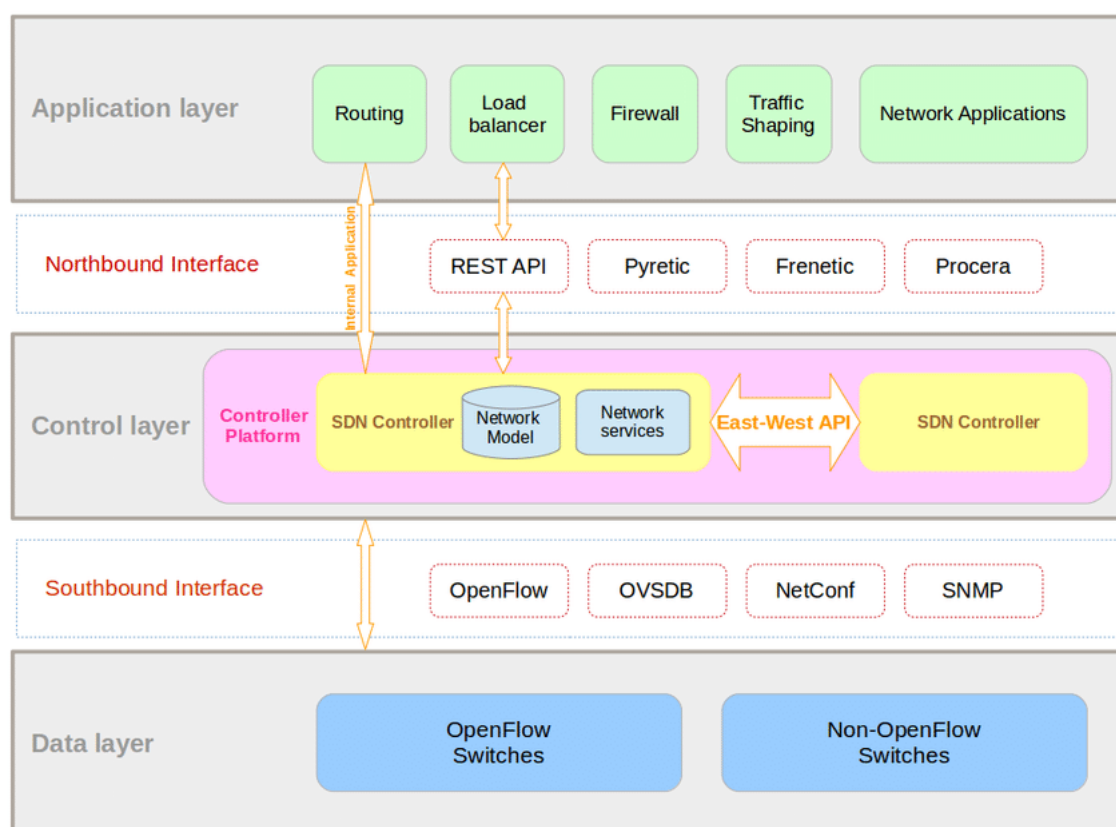 Application layer
Routing
Load
balancer
Firewall
Traffic
Shaping
Network Applications
Internal Application
Northbound Interface
REST API
Pyretic
Frenetic
Procera
Control layer
Controller
Platform
SDN Controller
Network
Model
Network
services
East-West API
SDN Controller
Southbound Interface
OpenFlow
OVSDB
NetConf
SNMP
Data layer
OpenFlow
Switches
Non-OpenFlow
Switches